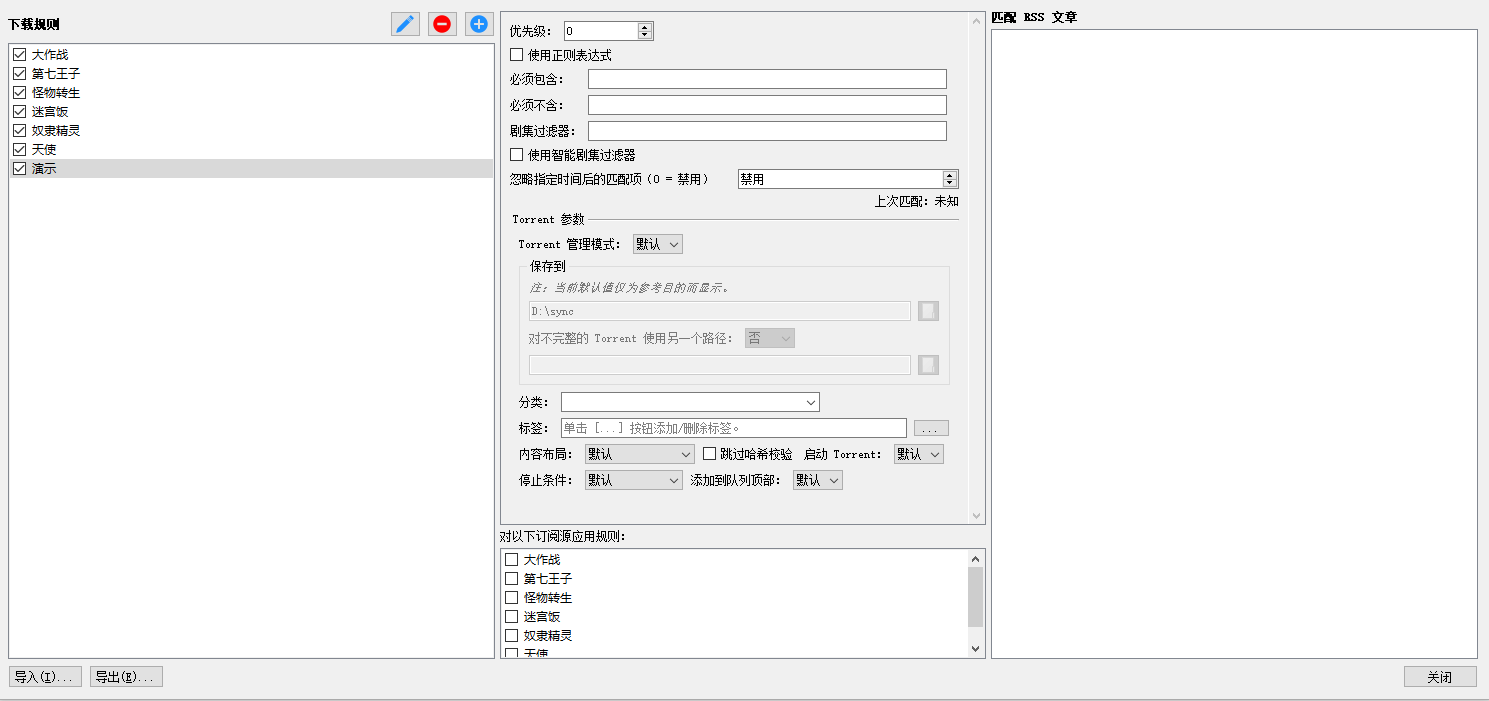 下载规则
大作战
第七王子
怪物转生
迷宫饭
奴隶精灵
天使
演示
导入(I)...
导出(E)...
优先级: 0
使用正则表达式
必须包含:
必须不含:
剧集过滤器:
使用智能剧集过滤器
忽略指定时间后的匹配项 (0 = 禁用) 禁用
上次匹配: 未知
Torrent 参数
Torrent 管理模式: 默认
保存到
注: 当前默认值仅为参考目的而显示。
D:\sync
对不完整的 Torrent 使用另一个路径: 否
分类:
标签: 单击 [...] 按钮添加/删除标签。 ...
内容布局: 默认 跳过哈希校验 启动 Torrent: 默认
停止条件: 默认 添加到队列顶部: 默认
对以下订阅源应用规则:
大作战
第七王子
怪物转生
迷宫饭
奴隶精灵
天使
匹配 RSS 文章
关闭